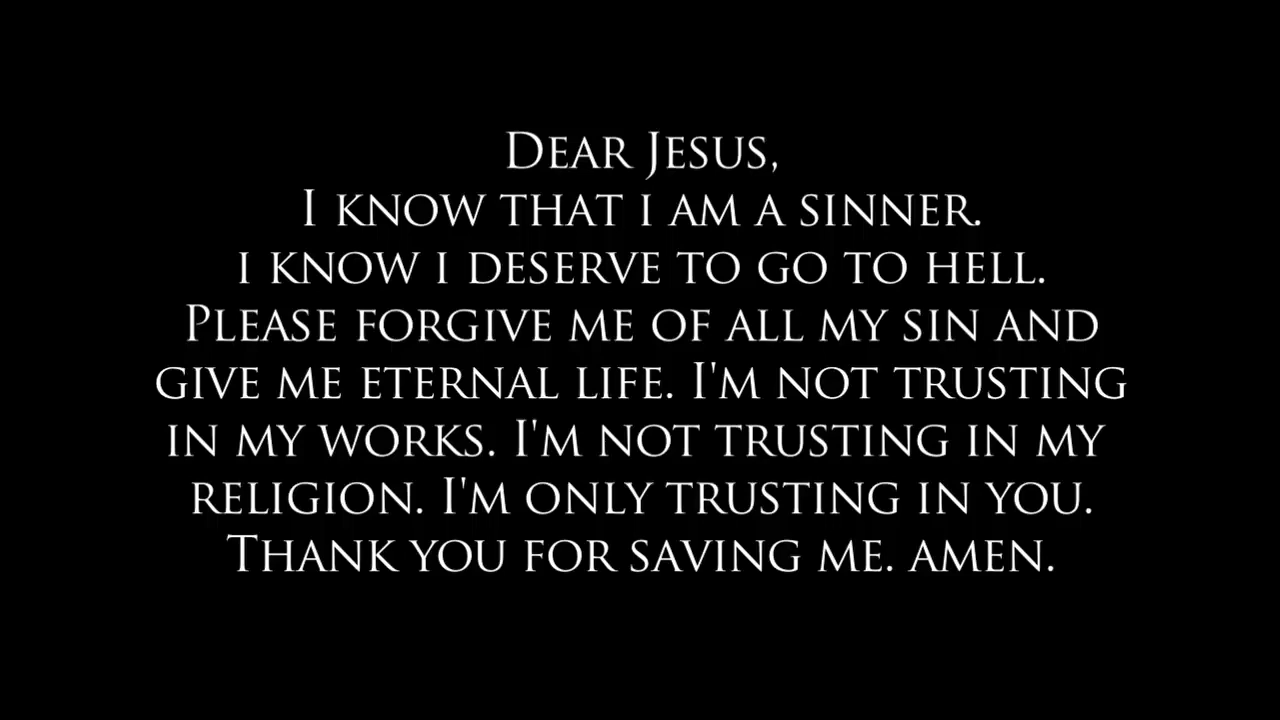 Dear Jesus,
I know that i am a sinner.
i know i deserve to go to hell.
Please forgive me of all my sin and
give me eternal life. I'm not trusting
in my works. I'm not trusting in my
religion. I'm only trusting in you.
Thank you for saving me. amen.